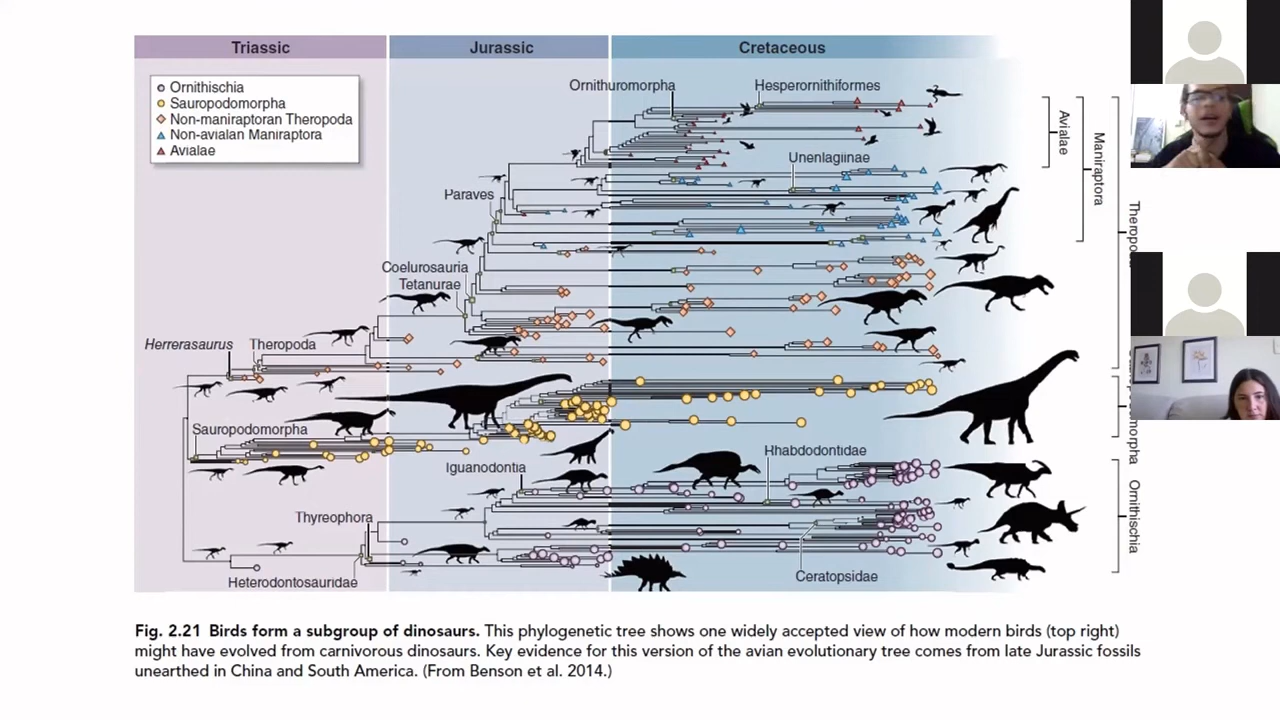 Triassic
Jurassic
Cretaceous
Ornithischia
Sauropodomorpha
Non-maniraptoran Theropoda
Non-avialan Maniraptora
Avialae
Ornithuromorpha
Hesperornithiformes
Avialae
Maniraptora
Unenlagiinae
Paraves
Coelurosauria
Tetanurae
Herrerasaurus
Theropoda
Sauropodomorpha
Iguanodontia
Hhabdodontidae
Thyreophora
Ornithischia
Heterodontosauridae
Ceratopsidae
Fig. 2.21 Birds form a subgroup of dinosaurs. This phylogenetic tree shows one widely accepted view of how modern birds (top right)
might have evolved from carnivorous dinosaurs. Key evidence for this version of the avian evolutionary tree comes from late Jurassic fossils
unearthed in China and South America. (From Benson et al. 2014.)